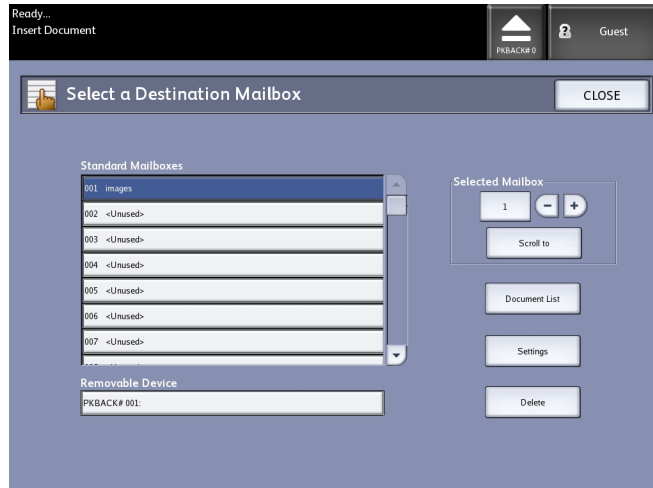 Ready...
Insert Document
PKBACK# 0
Guest
Select a Destination Mailbox
CLOSE
Standard Mailboxes
001 images
002 <Unused>
003 <Unused>
004 <Unused>
005 <Unused>
006 <Unused>
007 <Unused>
Removable Device
PKBACK# 001:
Selected Mailbox
1
- +
Scroll to
Document List
Settings
Delete